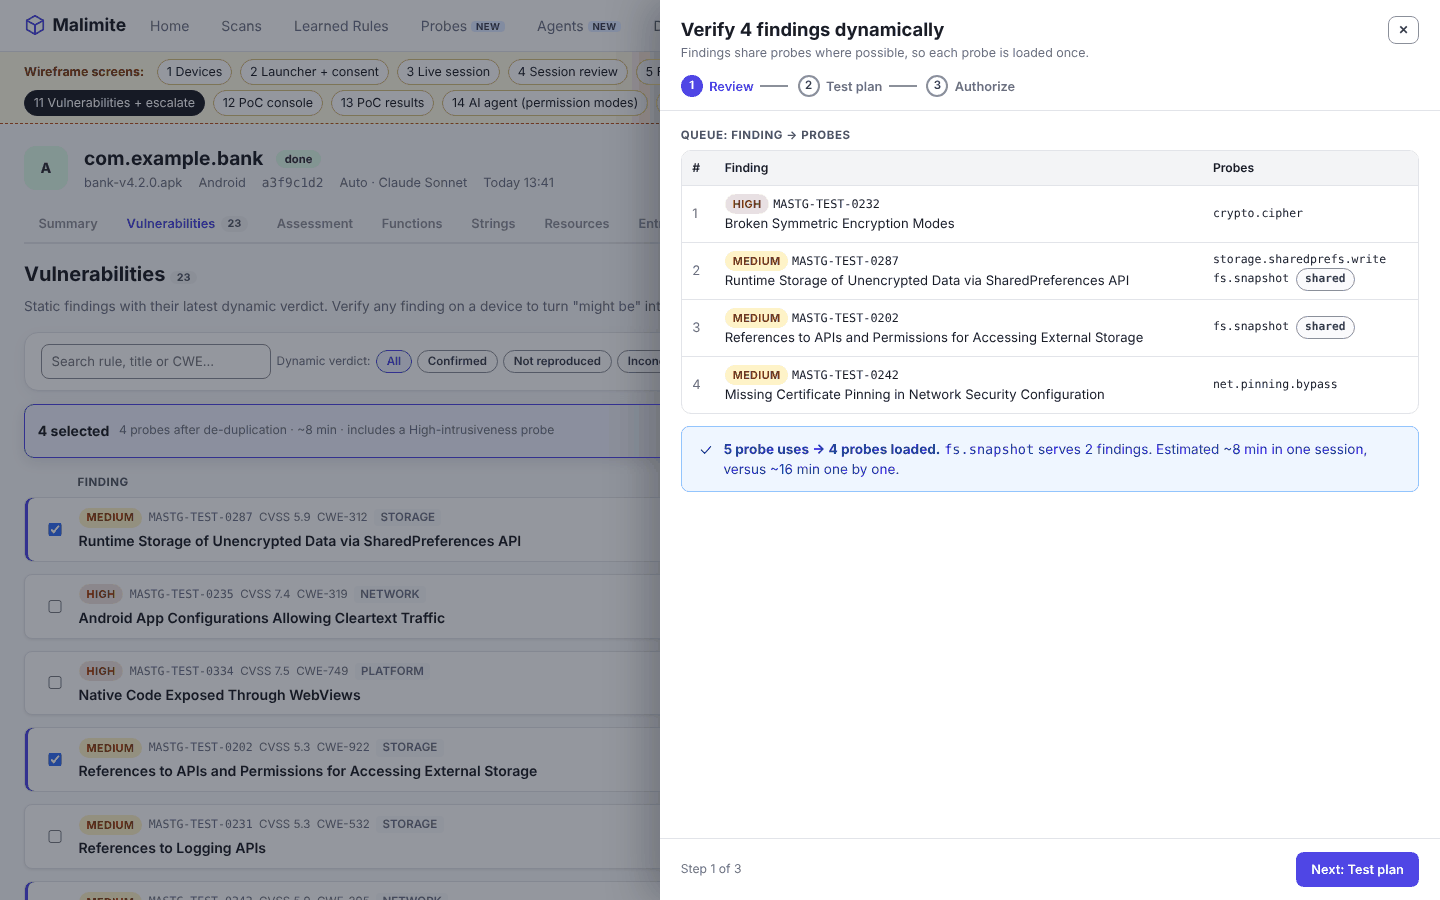 Malimite
Home
Scans
Learned Rules
Probes NEW
Agents NEW
Wireframe screens:
1 Devices
2 Launcher + consent
3 Live session
4 Session review
11 Vulnerabilities + escalate
12 PoC console
13 PoC results
14 AI agent (permission modes)
A
com.example.bank done
bank-v4.2.0.apk Android a3f9c1d2 Auto · Claude Sonnet Today 13:41
Summary
Vulnerabilities 23
Assessment
Functions
Strings
Resources
Vulnerabilities 23
Static findings with their latest dynamic verdict. Verify any finding on a device to turn "might be"
Search rule, title or CWE...
Dynamic verdict:
All
Confirmed
Not reproduced
4 selected 4 probes after de-duplication · ~8 min · includes a High-intrusiveness probe
FINDING
MEDIUM MASTG-TEST-0287 CVSS 5.9 CWE-312 STORAGE
Runtime Storage of Unencrypted Data via SharedPreferences API
HIGH MASTG-TEST-0235 CVSS 7.4 CWE-319 NETWORK
Android App Configurations Allowing Cleartext Traffic
HIGH MASTG-TEST-0334 CVSS 7.5 CWE-749 PLATFORM
Native Code Exposed Through WebViews
MEDIUM MASTG-TEST-0202 CVSS 5.3 CWE-922 STORAGE
References to APIs and Permissions for Accessing External Storage
MEDIUM MASTG-TEST-0231 CVSS 5.3 CWE-532 STORAGE
References to Logging APIs
Verify 4 findings dynamically
×
Findings share probes where possible, so each probe is loaded once.
1 Review
2 Test plan
3 Authorize
QUEUE: FINDING → PROBES
# Finding Probes
1 HIGH MASTG-TEST-0232
Broken Symmetric Encryption Modes
crypto.cipher
2 MEDIUM MASTG-TEST-0287
Runtime Storage of Unencrypted Data via SharedPreferences API
storage.sharedprefs.write
fs.snapshot shared
3 MEDIUM MASTG-TEST-0202
References to APIs and Permissions for Accessing External Storage
fs.snapshot shared
4 MEDIUM MASTG-TEST-0242
Missing Certificate Pinning in Network Security Configuration
net.pinning.bypass
✓ 5 probe uses → 4 probes loaded. fs.snapshot serves 2 findings. Estimated ~8 min in one session,
versus ~16 min one by one.
Step 1 of 3
Next: Test plan